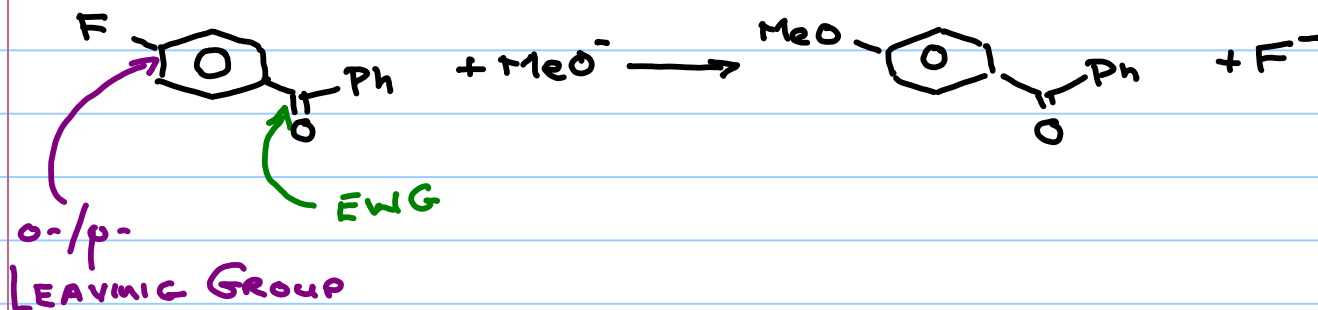 F Ph O + MeO⁻ → MeO Ph O + F⁻
EWG
o-/p-
LEAVING GROUP